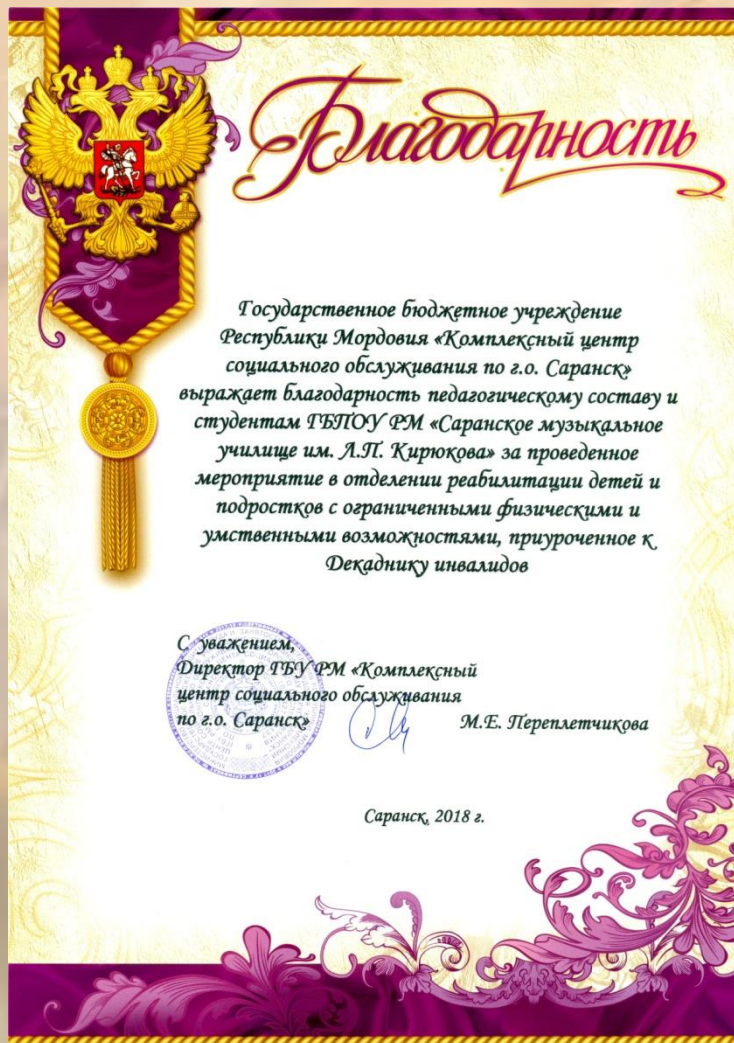 Благодарность
Государственное бюджетное учреждение
Республики Мордовия «Комплексный центр
социального обслуживания по г.о. Саранск»
выражает благодарность педагогическому составу и
студентам ГБПОУ РМ «Саранское музыкальное
училище им. Л.П. Кирюкова» за проведенное
мероприятие в отделении реабилитации детей и
подростков с ограниченными физическими и
умственными возможностями, приуроченное к
Декаднику инвалидов
С уважением,
Директор ГБУ РМ «Комплексный
центр социального обслуживания
по г.о. Саранск»
М.Е. Переплетчикова
Саранск, 2018 г.